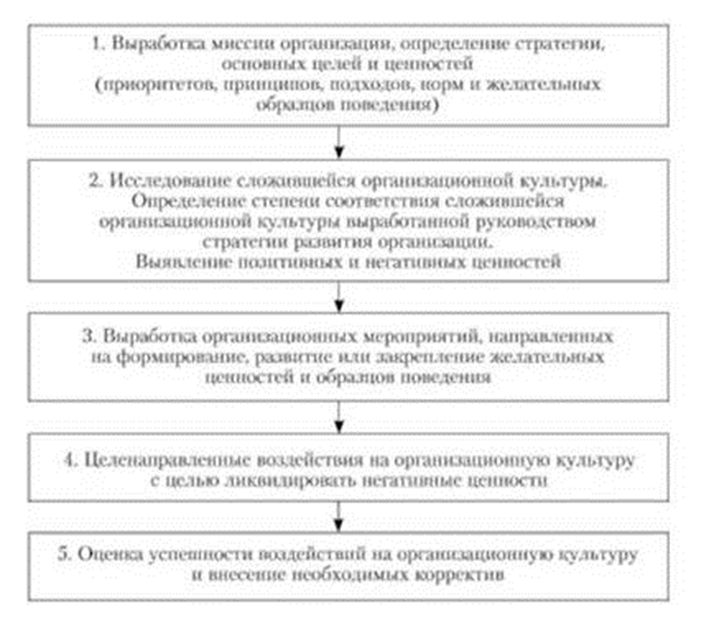 1. Выработка миссии организации, определение стратегии,
основных целей и ценностей
(приоритетов, принципов, подходов, норм и желательных
образцов поведения)
2. Исследование сложившейся организационной культуры.
Определение степени соответствия сложившейся
организационной культуры выработанной руководством
стратегии развития организации.
Выявление позитивных и негативных ценностей
3. Выработка организационных мероприятий, направленных
на формирование, развитие или закрепление желательных
ценностей и образцов поведения
4. Целенаправленные воздействия на организационную культуру
с целью ликвидировать негативные ценности
5. Оценка успешности воздействий на организационную культуру
и внесение необходимых корректив